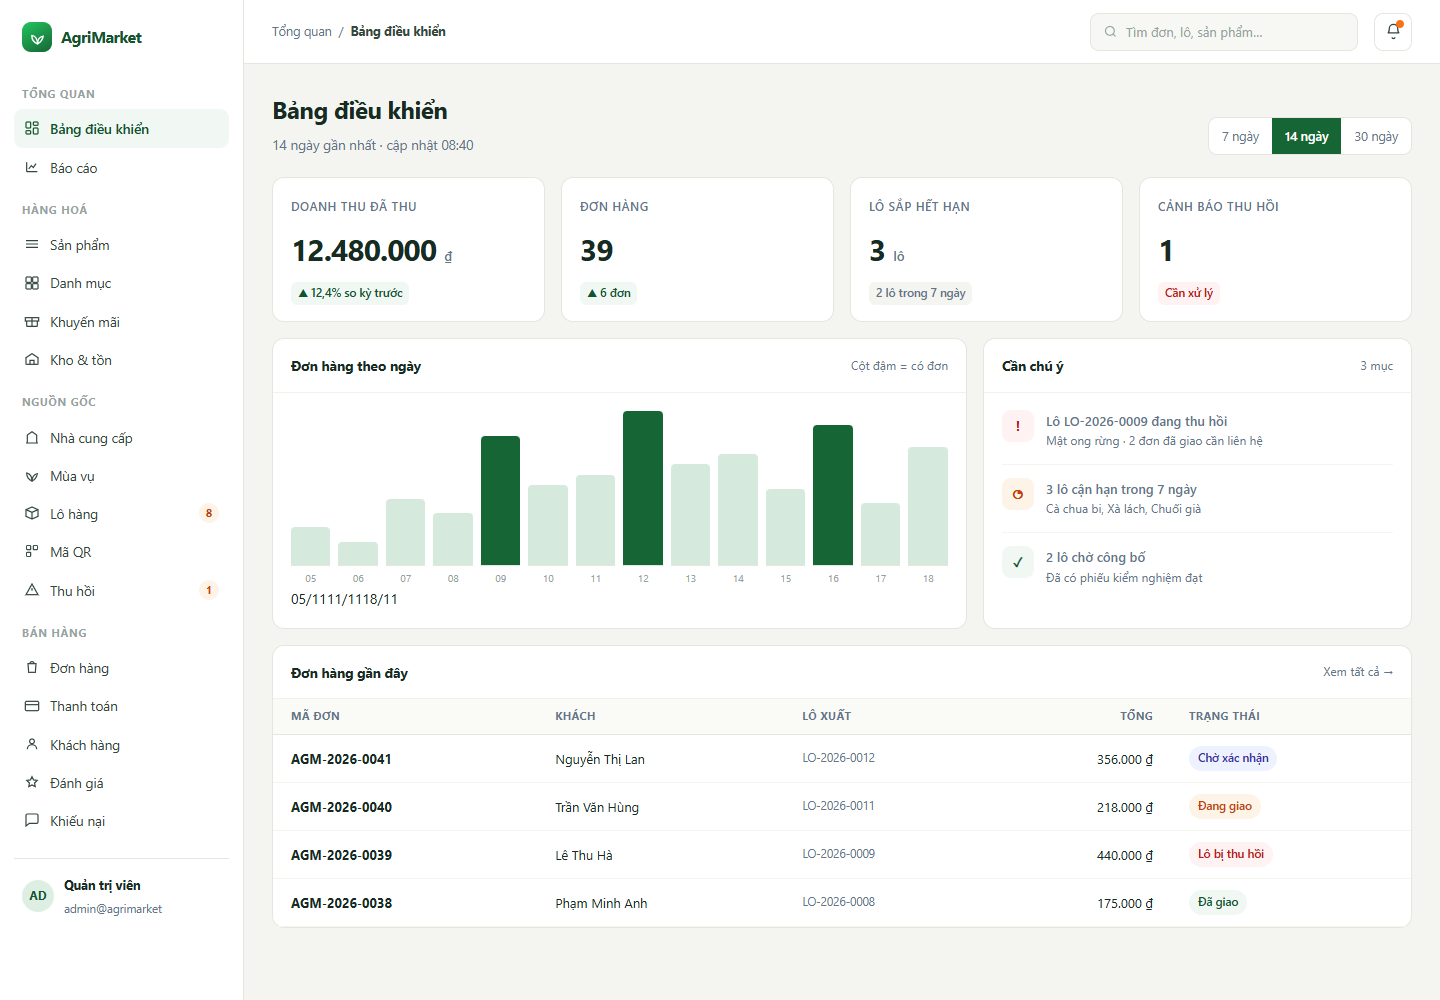 AgriMarket
TỔNG QUAN
Bảng điều khiển
Báo cáo
HÀNG HOÁ
Sản phẩm
Danh mục
Khuyến mãi
Kho & tồn
NGUỒN GỐC
Nhà cung cấp
Mùa vụ
Lô hàng 8
Mã QR
Thu hồi 1
BÁN HÀNG
Đơn hàng
Thanh toán
Khách hàng
Đánh giá
Khiếu nại
AD
Quản trị viên
admin@agrimarket
Tổng quan / Bảng điều khiển
Tìm đơn, lô, sản phẩm...
Bảng điều khiển
14 ngày gần nhất · cập nhật 08:40
7 ngày 14 ngày 30 ngày
DOANH THU ĐÃ THU
12.480.000 ₫
▲ 12,4% so kỳ trước
ĐƠN HÀNG
39
▲ 6 đơn
LÔ SẮP HẾT HẠN
3 lô
2 lô trong 7 ngày
CẢNH BÁO THU HỒI
1
Cần xử lý
Đơn hàng theo ngày
Cột đậm = có đơn
05 06 07 08 09 10 11 12 13 14 15 16 17 18
05/1111/1118/11
Cần chú ý
3 mục
!
Lô LO-2026-0009 đang thu hồi
Mật ong rừng · 2 đơn đã giao cần liên hệ
◔
3 lô cận hạn trong 7 ngày
Cà chua bi, Xà lách, Chuối già
✓
2 lô chờ công bố
Đã có phiếu kiểm nghiệm đạt
Đơn hàng gần đây
Xem tất cả →
MÃ ĐƠN KHÁCH LÔ XUẤT TỔNG TRẠNG THÁI
AGM-2026-0041 Nguyễn Thị Lan LO-2026-0012 356.000 ₫ Chờ xác nhận
AGM-2026-0040 Trần Văn Hùng LO-2026-0011 218.000 ₫ Đang giao
AGM-2026-0039 Lê Thu Hà LO-2026-0009 440.000 ₫ Lô bị thu hồi
AGM-2026-0038 Phạm Minh Anh LO-2026-0008 175.000 ₫ Đã giao